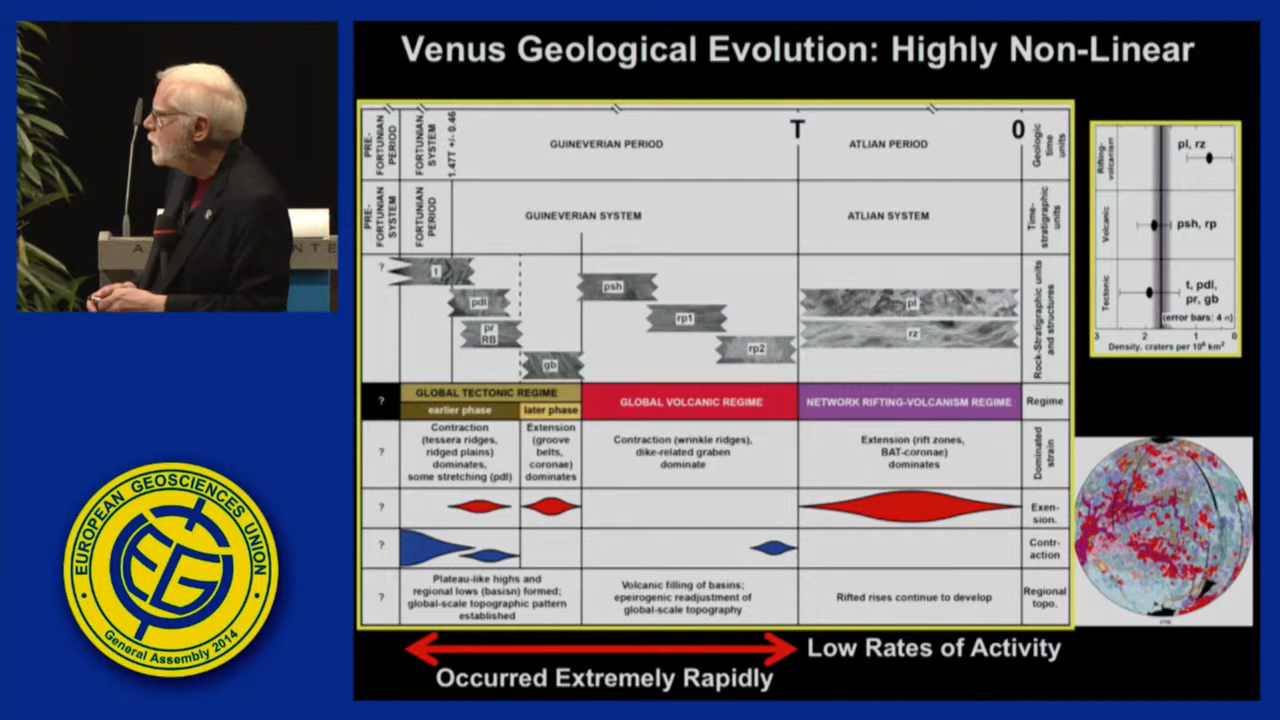 Venus Geological Evolution: Highly Non-Linear
PRE-
FORTUNIAN
PERIOD
FORTUNIAN
SYSTEM
1.47T +/- 0.46
GUINEVERIAN PERIOD
T
ATLIAN PERIOD
0
Geologic
time
units
PRE-
FORTUNIAN
SYSTEM
FORTUNIAN
PERIOD
GUINEVERIAN SYSTEM
ATLIAN SYSTEM
Time-
stratigraphic
units
?
t
pdl
pr
RB
gb
psh
rp1
rp2
pl
rz
Rock-Stratigraphic units
and structures
?
GLOBAL TECTONIC REGIME
earlier phase
later phase
GLOBAL VOLCANIC REGIME
NETWORK RIFTING-VOLCANISM REGIME
Regime
?
Contraction
(tessera ridges,
ridged plains)
dominates,
some stretching (pdl)
Extension
(groove
belts,
coronae)
dominates
Contraction (wrinkle ridges),
dike-related graben
dominate
Extension (rift zones,
BAT-coronae)
dominates
Dominated
strain
?
Exen-
sion.
?
Contr-
action
?
Plateau-like highs and
regional lows (basisn) formed;
global-scale topographic pattern
established
Volcanic filling of basins;
epeirogenic readjustment of
global-scale topography
Rifted rises continue to develop
Regional
topo.
Occurred Extremely Rapidly
Low Rates of Activity
Rifting-
volcanism
pl, rz
Volcanic
psh, rp
Tectonic
t, pdl,
pr, gb
(error bars: 4 σ)
3 2 1 0
Density, craters per 10⁶ km²
EUROPEAN GEOSCIENCES UNION
EGU
General Assembly 2014